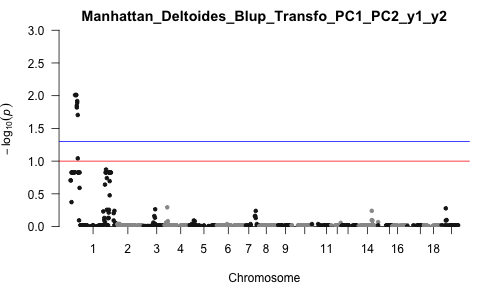 Manhattan_Deltoides_Blup_Transfo_PC1_PC2_y1_y2
3.0
2.5
2.0
1.5
1.0
0.5
0.0
− log₁₀(p)
1 2 3 4 5 6 7 8 9 11 14 16 18
Chromosome